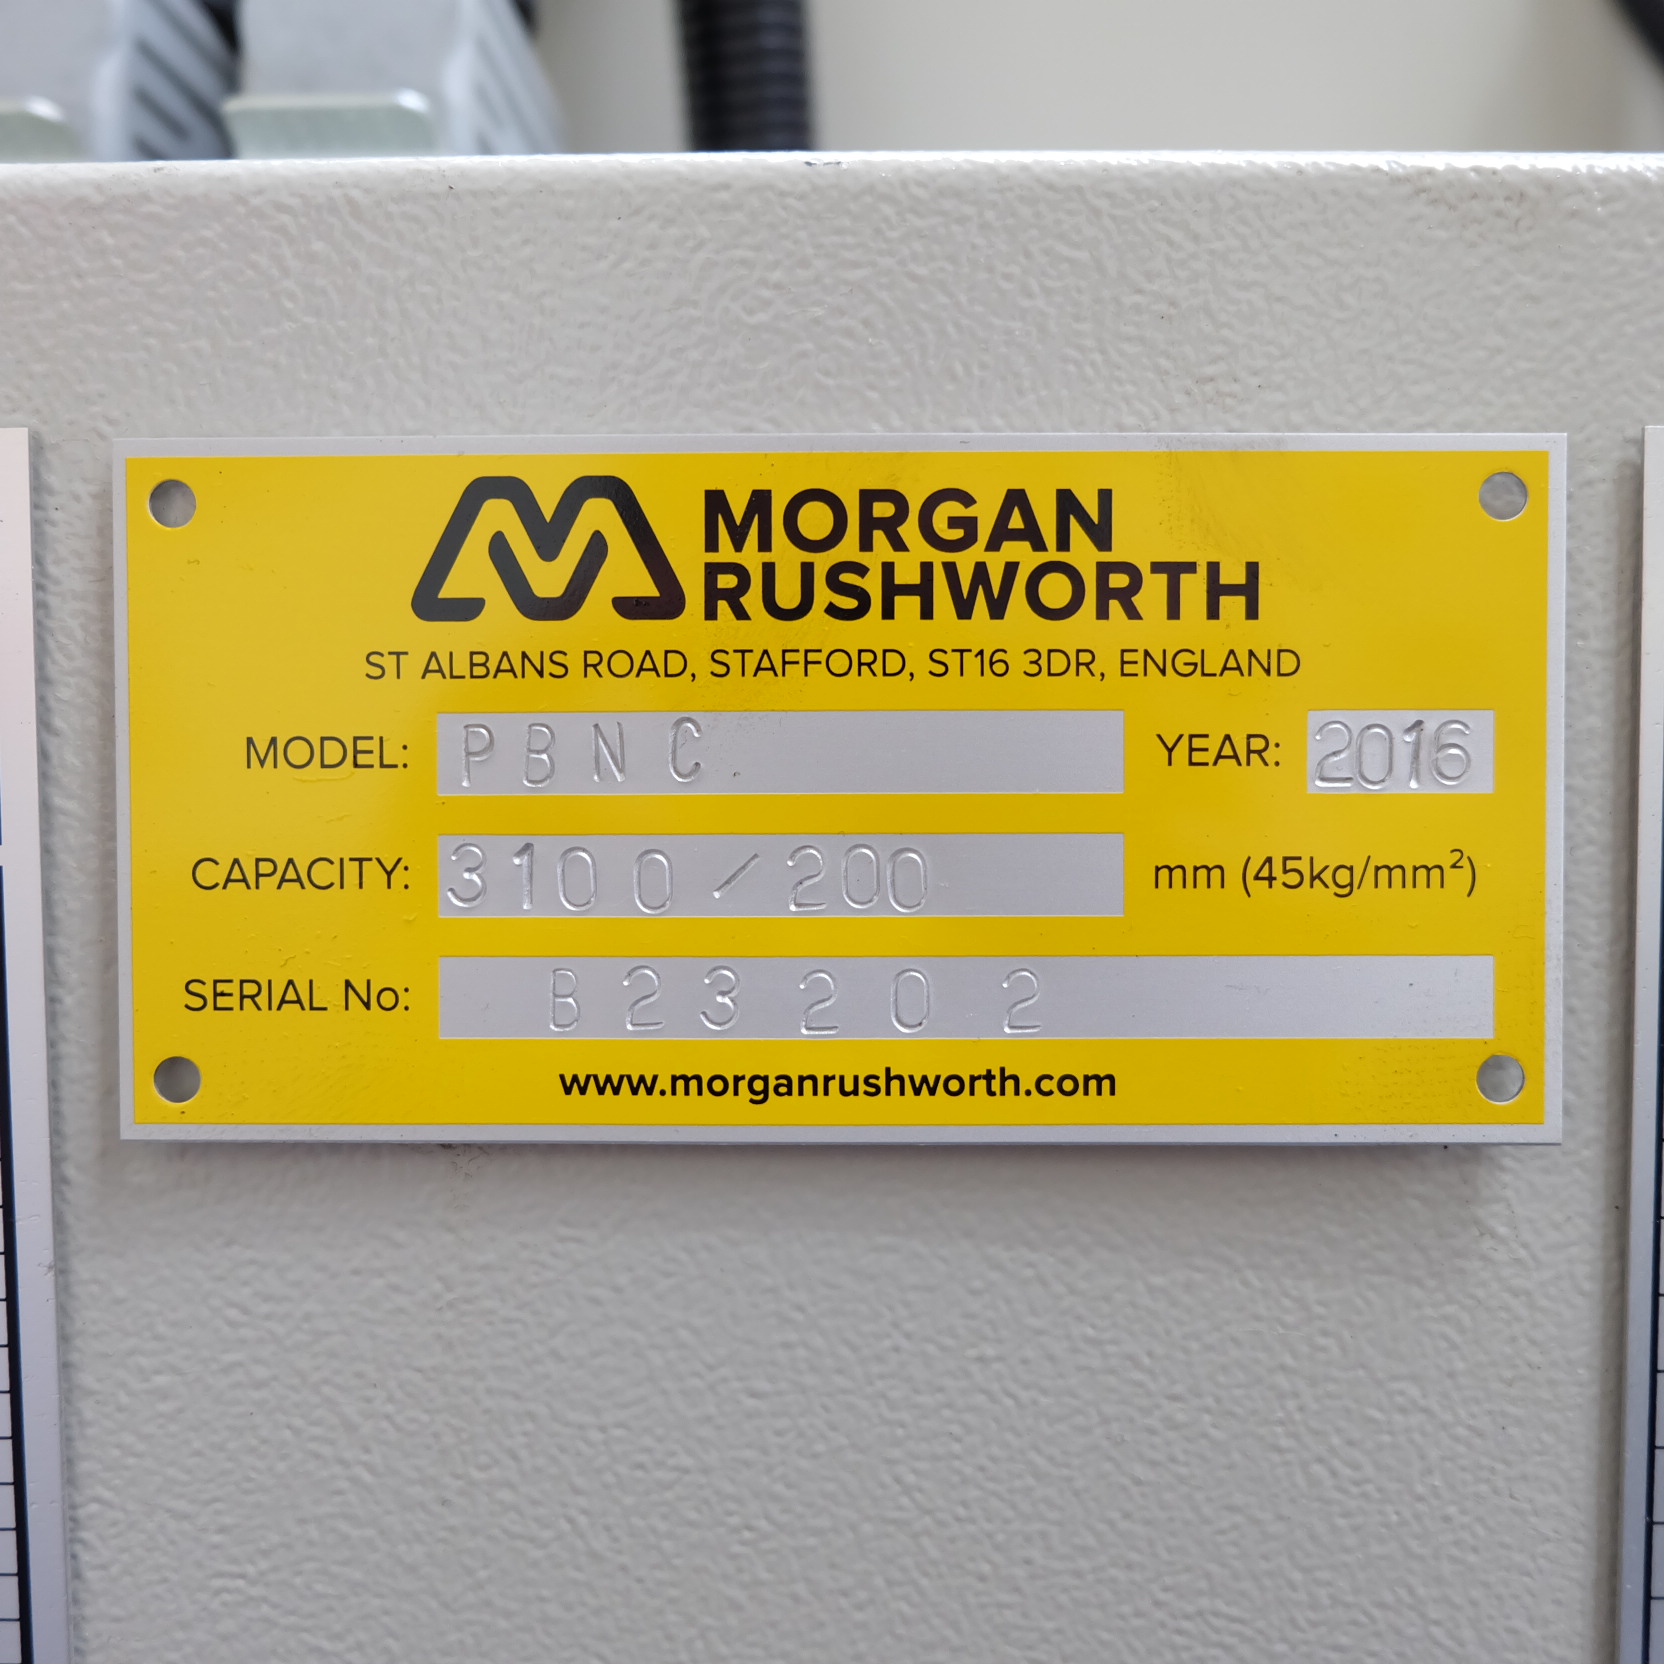 MORGAN
RUSHWORTH
ST ALBANS ROAD, STAFFORD, ST16 3DR, ENGLAND
MODEL: PBNC YEAR: 2016
CAPACITY: 3100/200 mm (45kg/mm²)
SERIAL No: B23202
www.morganrushworth.com